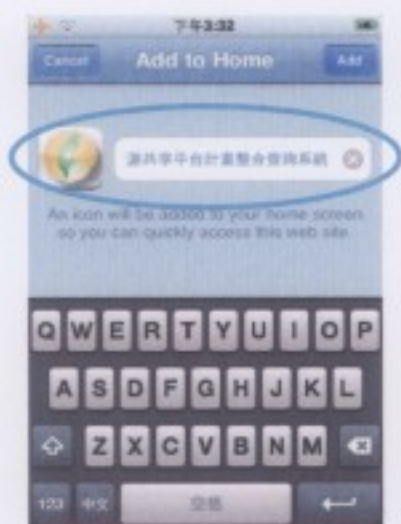 下午3:32
Cancel
Add to Home
Add
源共享平台計畫整合查詢系統
An icon will be added to your home screen
so you can quickly access this web site.
Q W E R T Y U I O P
A S D F G H J K L
Z X C V B N M
123 中文 空格